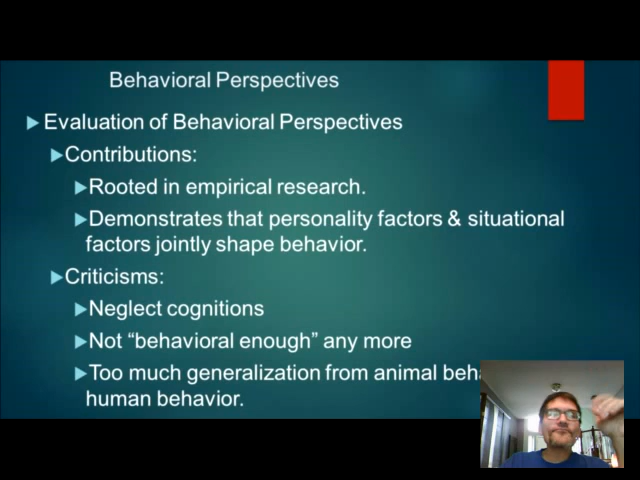 Behavioral Perspectives
Evaluation of Behavioral Perspectives
Contributions:
Rooted in empirical research.
Demonstrates that personality factors & situational
factors jointly shape behavior.
Criticisms:
Neglect cognitions
Not “behavioral enough” any more
Too much generalization from animal
human behavior.